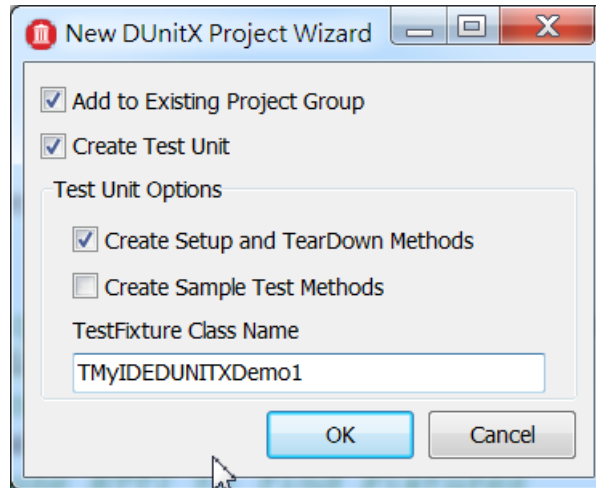 New DUnitX Project Wizard
Add to Existing Project Group
Create Test Unit
Test Unit Options
Create Setup and TearDown Methods
Create Sample Test Methods
TestFixture Class Name
TMyIDEDUNITXDemo1
OK Cancel